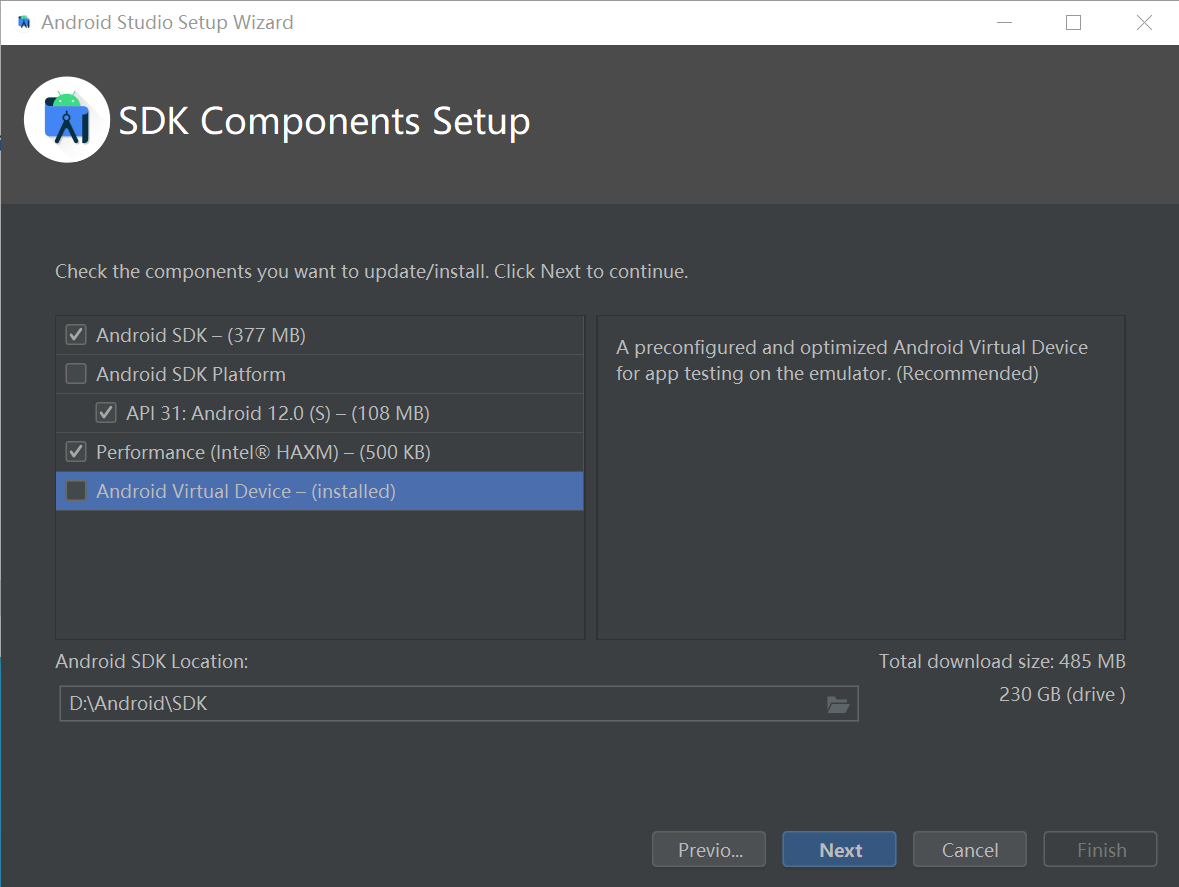 Android Studio Setup Wizard
SDK Components Setup
Check the components you want to update/install. Click Next to continue.
Android SDK – (377 MB)
Android SDK Platform
API 31: Android 12.0 (S) – (108 MB)
Performance (Intel® HAXM) – (500 KB)
Android Virtual Device – (installed)
A preconfigured and optimized Android Virtual Device
for app testing on the emulator. (Recommended)
Android SDK Location:
Total download size: 485 MB
230 GB (drive )
D:\Android\SDK
Previo...
Next
Cancel
Finish